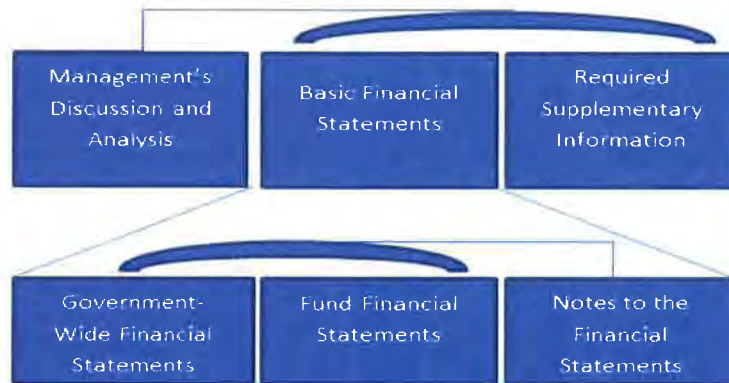 Management's
Discussion and
Analysis
Basic Financial
Statements
Required
Supplementary
Information
Government-
Wide Financial
Statements
Fund Financial
Statements
Notes to the
Financial
Statements